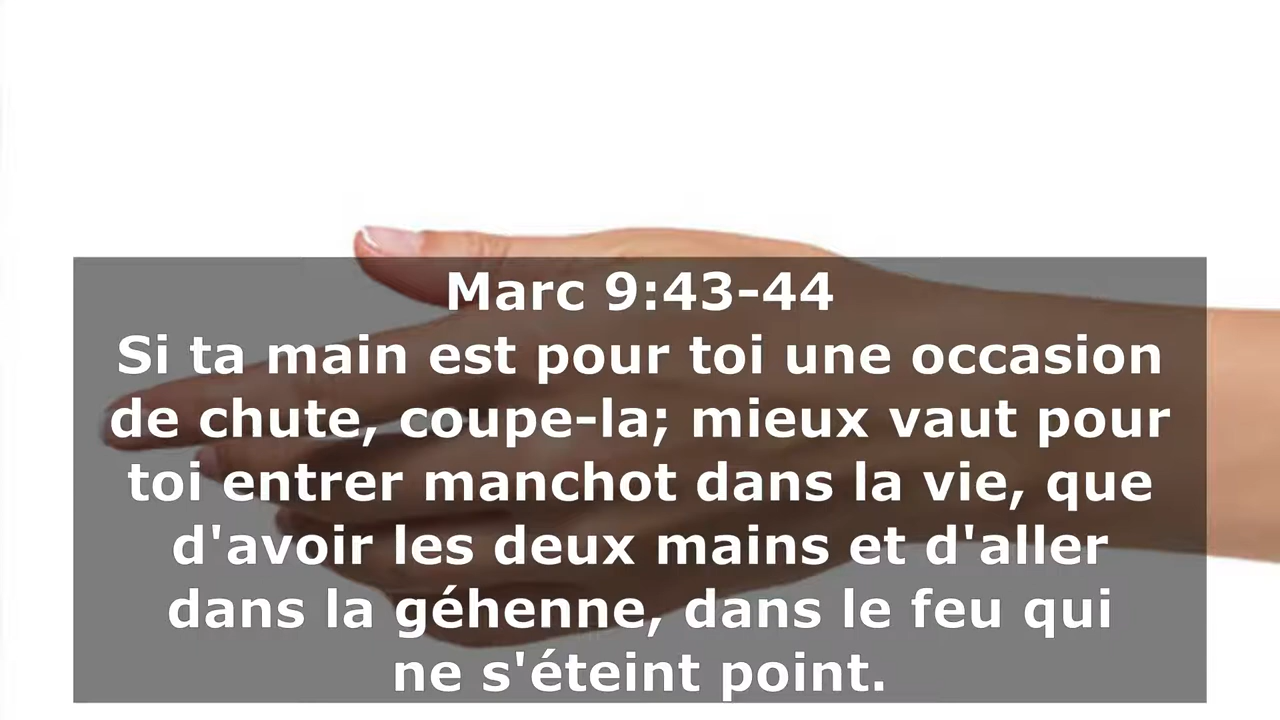 Marc 9:43-44
Si ta main est pour toi une occasion
de chute, coupe-la; mieux vaut pour
toi entrer manchot dans la vie, que
d'avoir les deux mains et d'aller
dans la géhenne, dans le feu qui
ne s'éteint point.